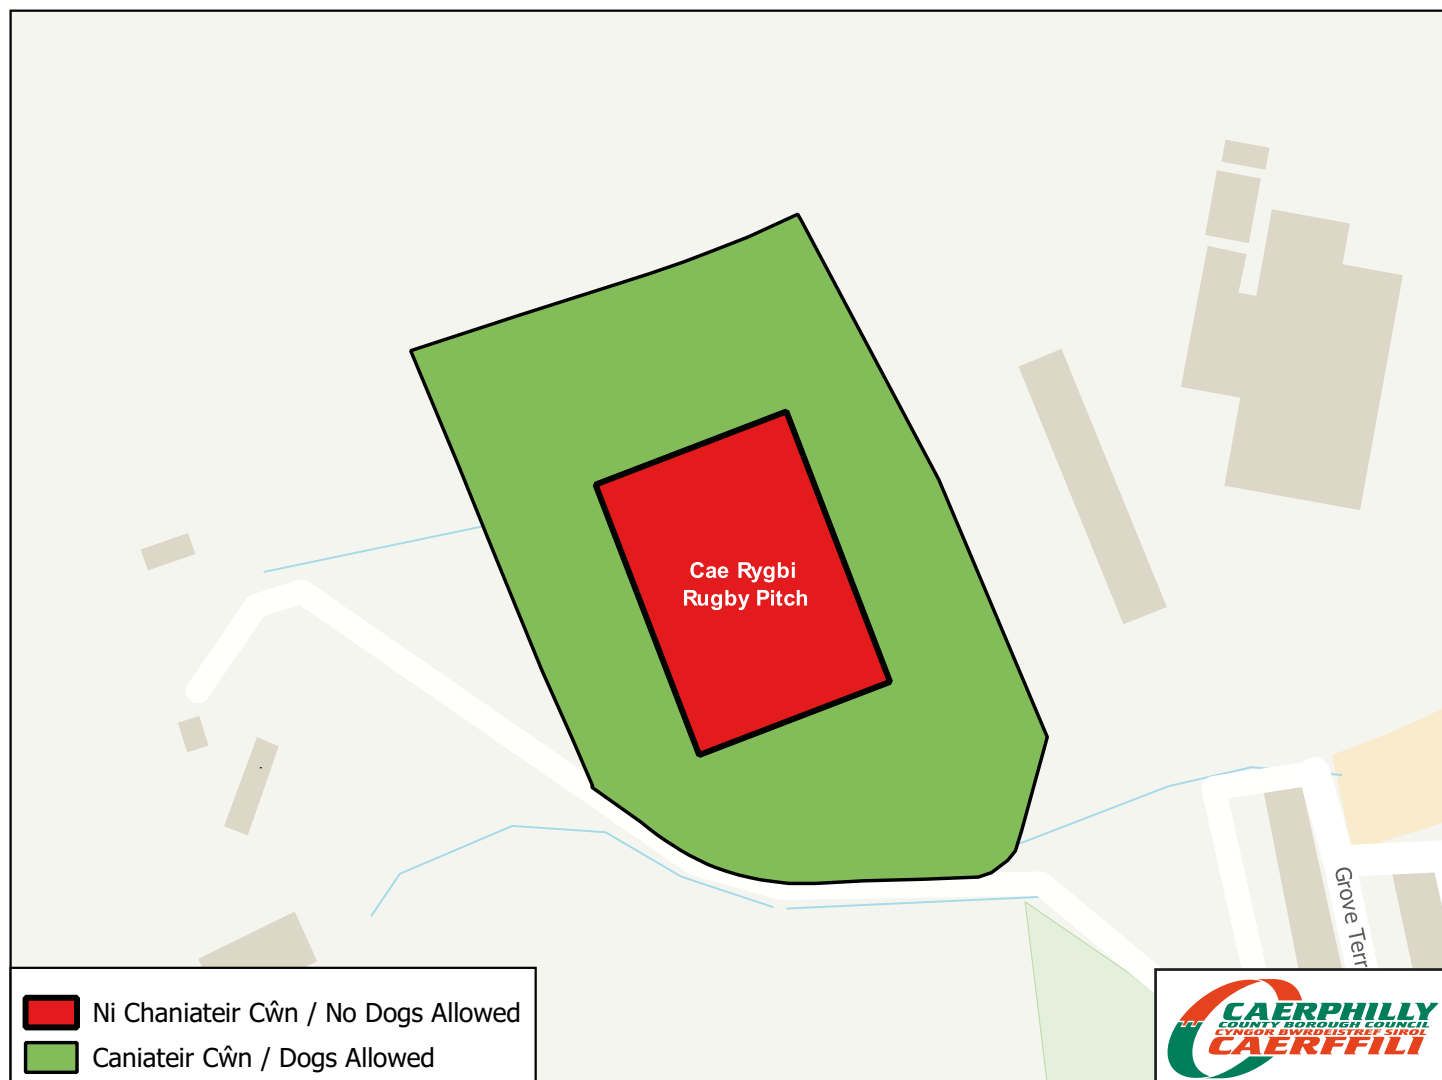 Cae Rygbi
Rugby Pitch
Grove Terr
Ni Chaniateir Cŵn / No Dogs Allowed
Caniateir Cŵn / Dogs Allowed
CAERPHILLY
COUNTY BOROUGH COUNCIL
CYNGOR BWRDEISTREF SIROL
CAERFFILI